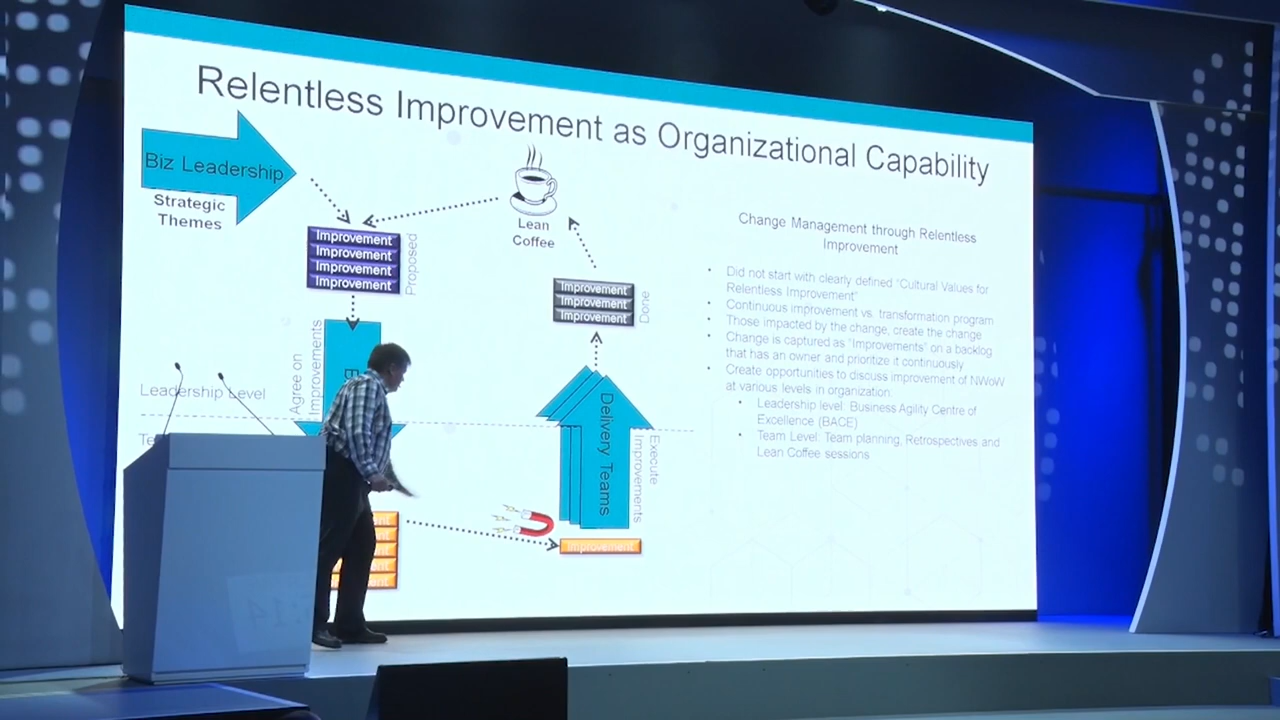 Relentless Improvement as Organizational Capability
Biz Leadership
Strategic
Themes
Improvement
Improvement
Improvement
Improvement
Proposed
Lean
Coffee
Improvement
Improvement
Improvement
Done
Agree on
Improvements
Leadership Level
Delivery Teams
Execute
Improvements
Improvement
Change Management through Relentless
Improvement
• Did not start with clearly defined "Cultural Values for
Relentless Improvement"
• Continuous improvement vs. transformation program
• Those impacted by the change, create the change
• Change is captured as "Improvements" on a backlog
that has an owner and prioritize it continuously
• Create opportunities to discuss improvement of NWoW
at various levels in organization:
• Leadership level: Business Agility Centre of
Excellence (BACE)
• Team Level: Team planning, Retrospectives and
Lean Coffee sessions